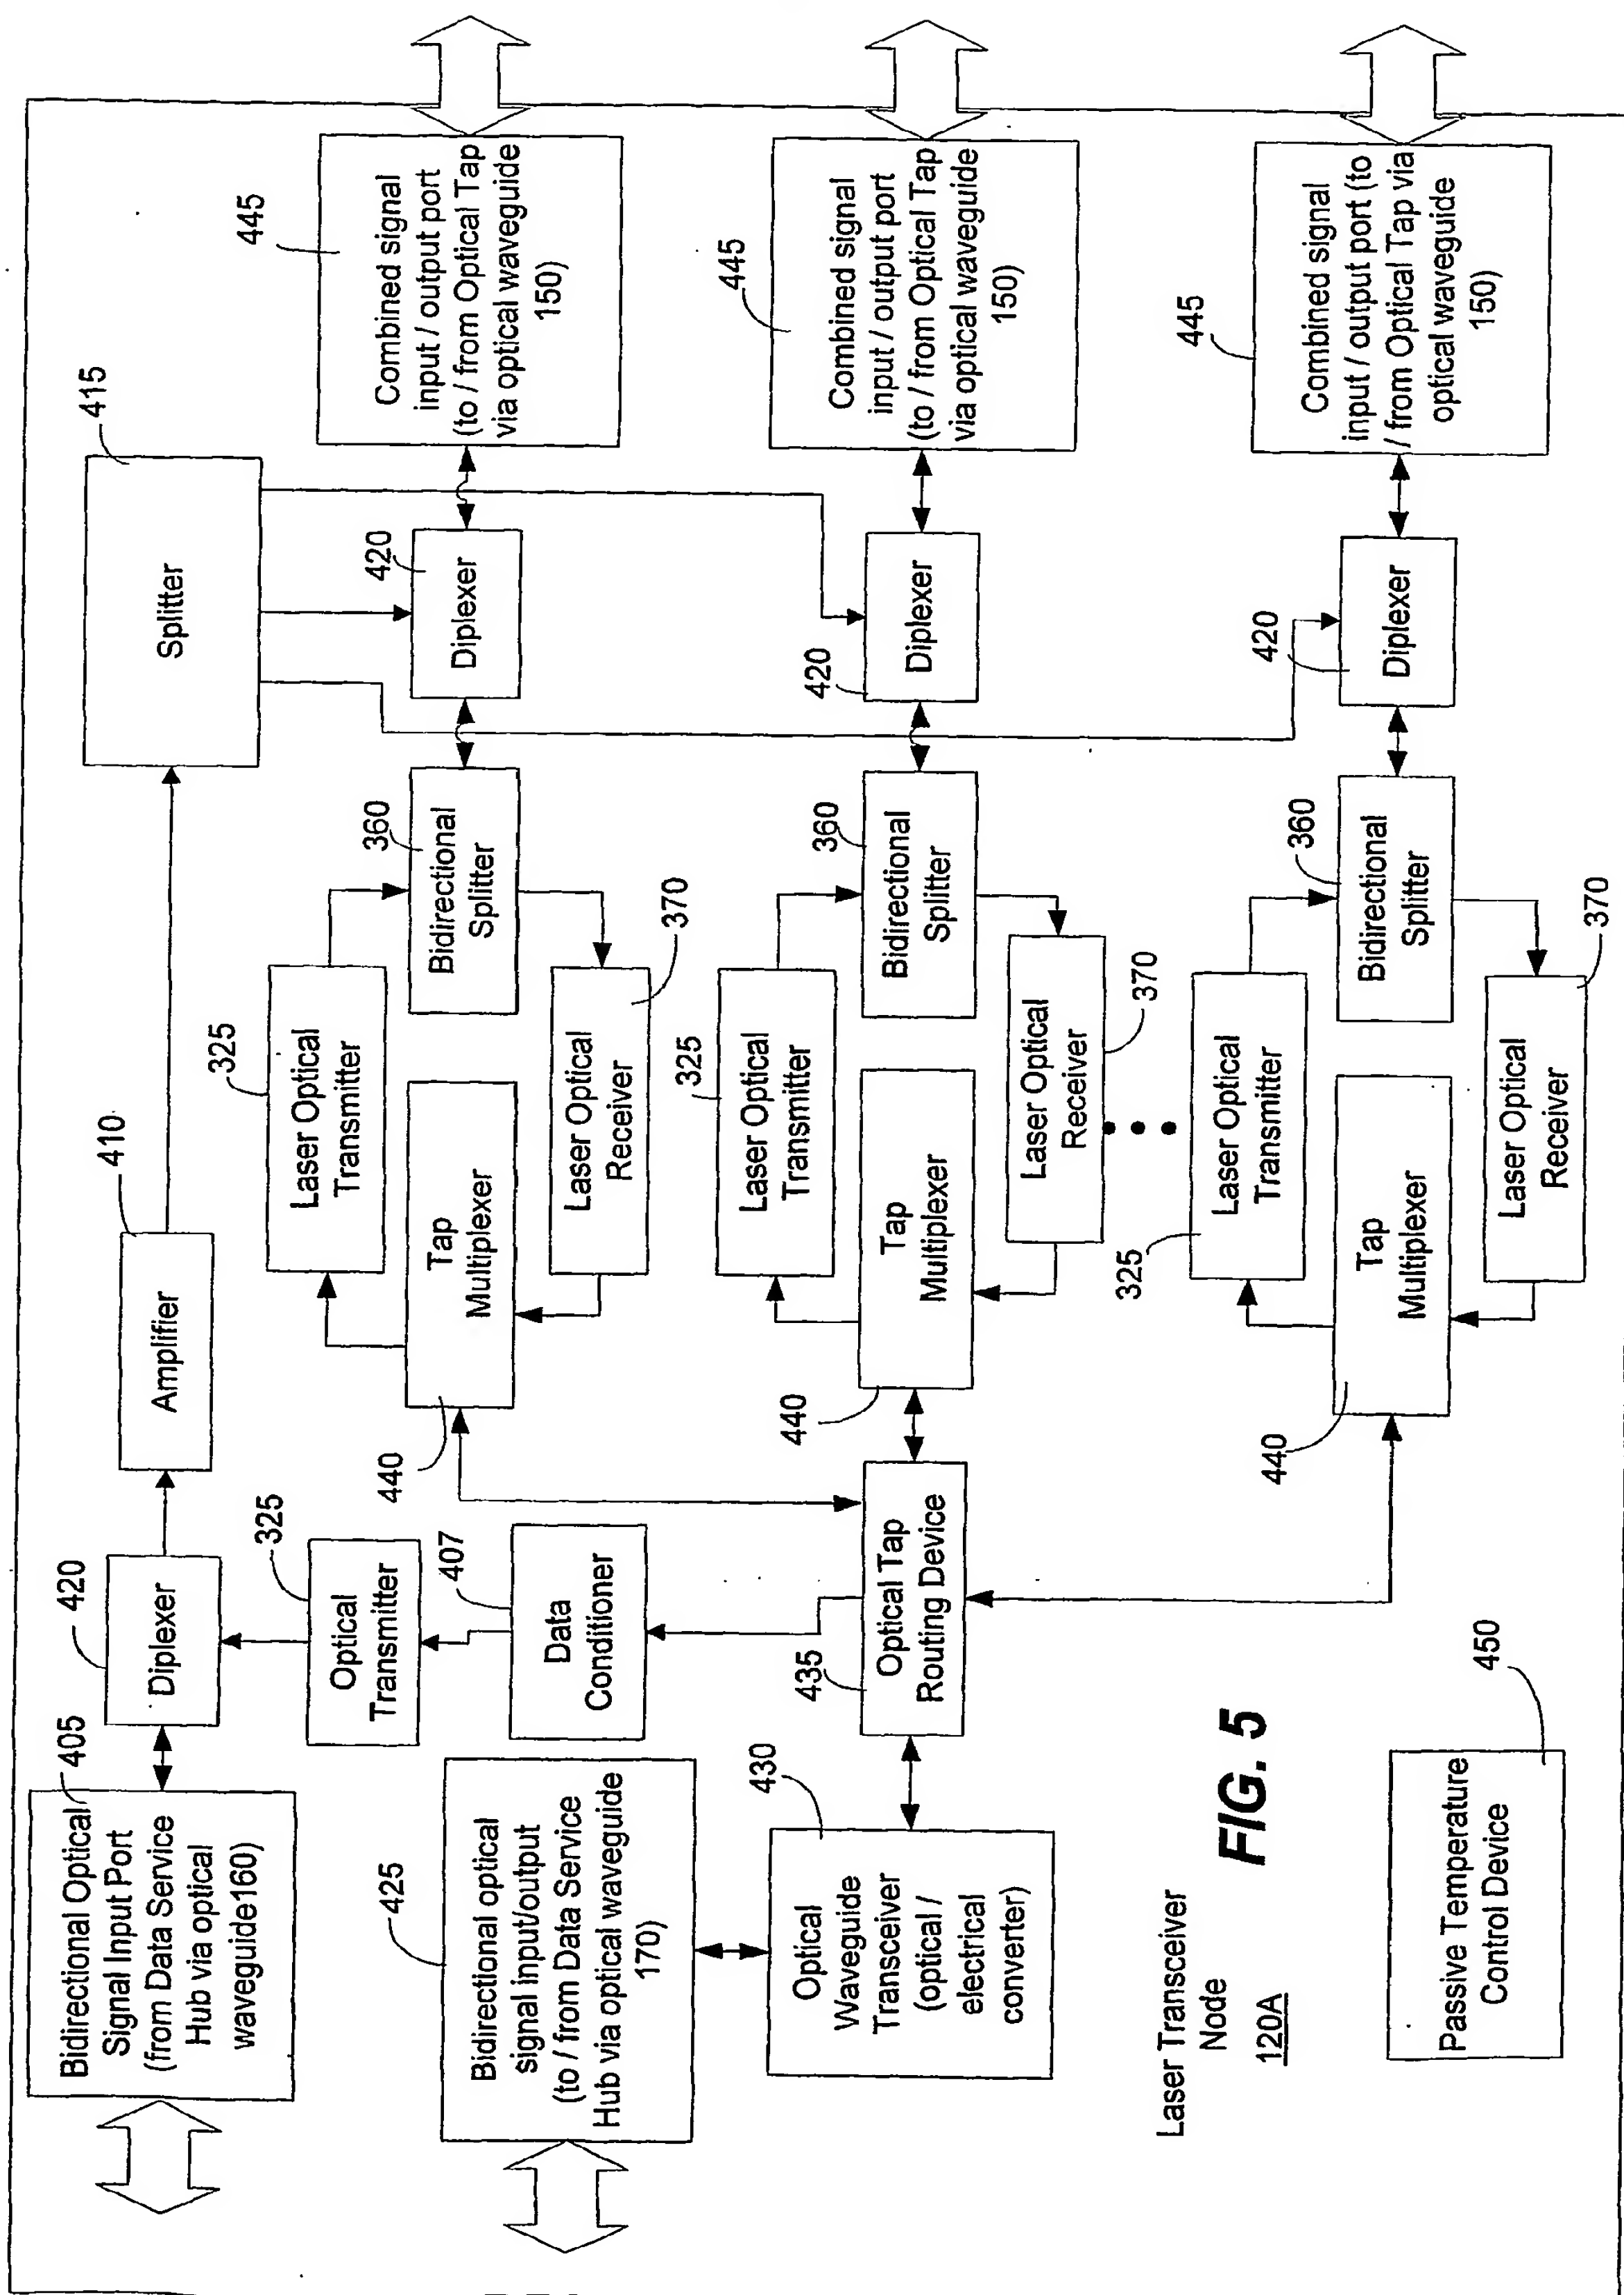 405
Bidirectional Optical
Signal Input Port
(from Data Service
Hub via optical
waveguide160)
420
Diplexer
410
Amplifier
415
Splitter
325
Optical
Transmitter
407
Data
Conditioner
425
Bidirectional optical
signal input/output
(to / from Data Service
Hub via optical waveguide
170)
430
Optical
Waveguide
Transceiver
(optical /
electrical
converter)
435
Optical Tap
Routing Device
440
Tap
Multiplexer
325
Laser Optical
Transmitter
370
Laser Optical
Receiver
360
Bidirectional
Splitter
420
Diplexer
445
Combined signal
input / output port
(to / from Optical Tap
via optical waveguide
150)
440
Tap
Multiplexer
325
Laser Optical
Transmitter
370
Laser Optical
Receiver
360
Bidirectional
Splitter
420
Diplexer
445
Combined signal
input / output port
(to / from Optical Tap
via optical waveguide
150)
440
Tap
Multiplexer
325
Laser Optical
Transmitter
370
Laser Optical
Receiver
360
Bidirectional
Splitter
420
Diplexer
445
Combined signal
input / output port (to
/ from Optical Tap via
optical waveguide
150)
Laser Transceiver
Node
120A
FIG. 5
450
Passive Temperature
Control Device